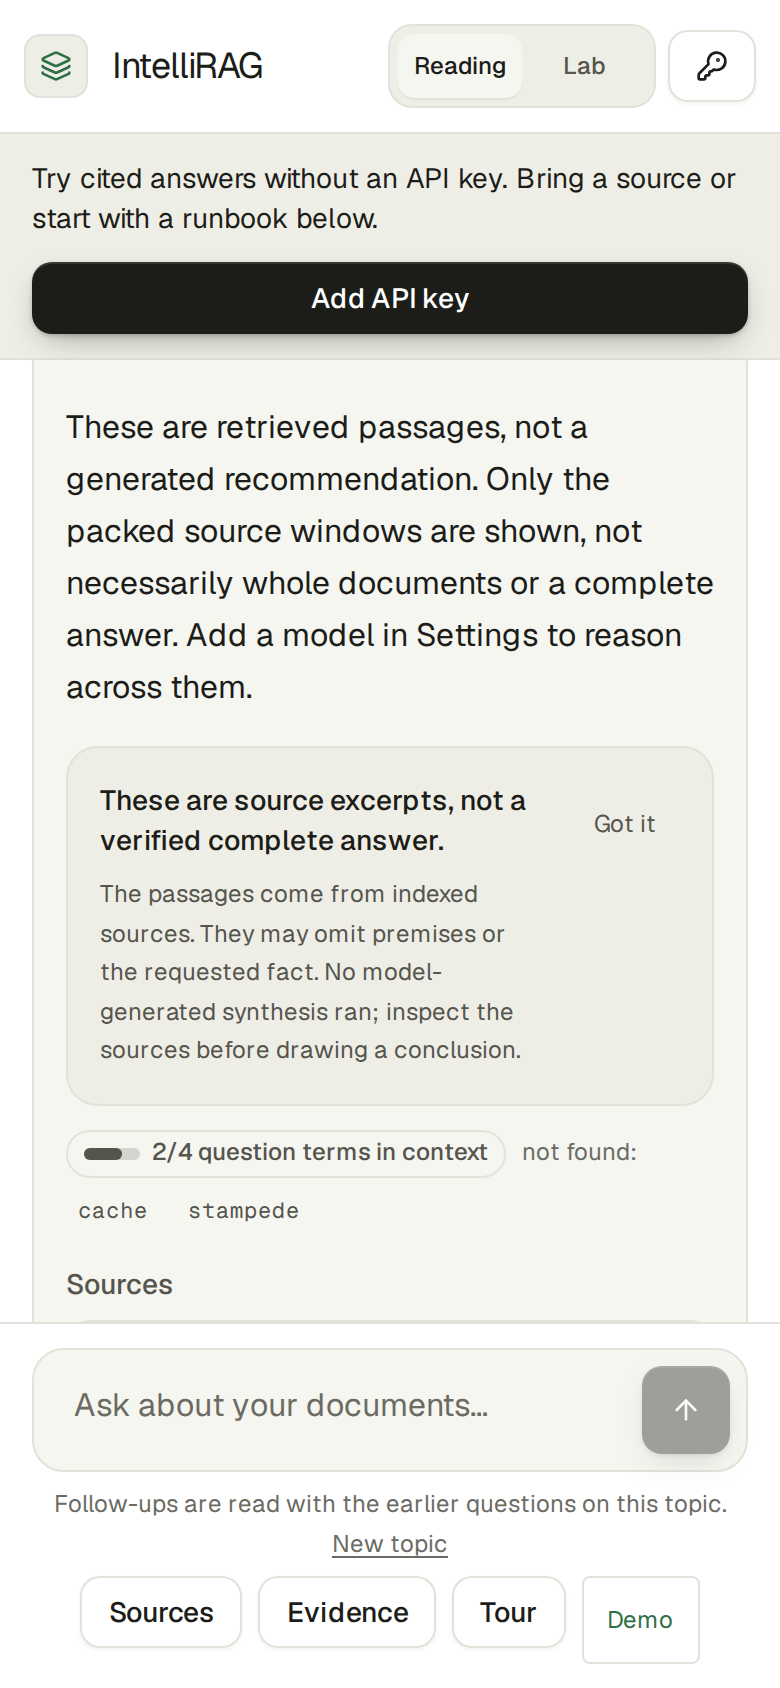 IntelliRAG
Reading
Lab
Try cited answers without an API key. Bring a source or
start with a runbook below.
Add API key
These are retrieved passages, not a
generated recommendation. Only the
packed source windows are shown, not
necessarily whole documents or a complete
answer. Add a model in Settings to reason
across them.
These are source excerpts, not a
verified complete answer.
Got it
The passages come from indexed
sources. They may omit premises or
the requested fact. No model-
generated synthesis ran; inspect the
sources before drawing a conclusion.
2/4 question terms in context
not found:
cache stampede
Sources
Ask about your documents…
Follow-ups are read with the earlier questions on this topic.
New topic
Sources
Evidence
Tour
Demo